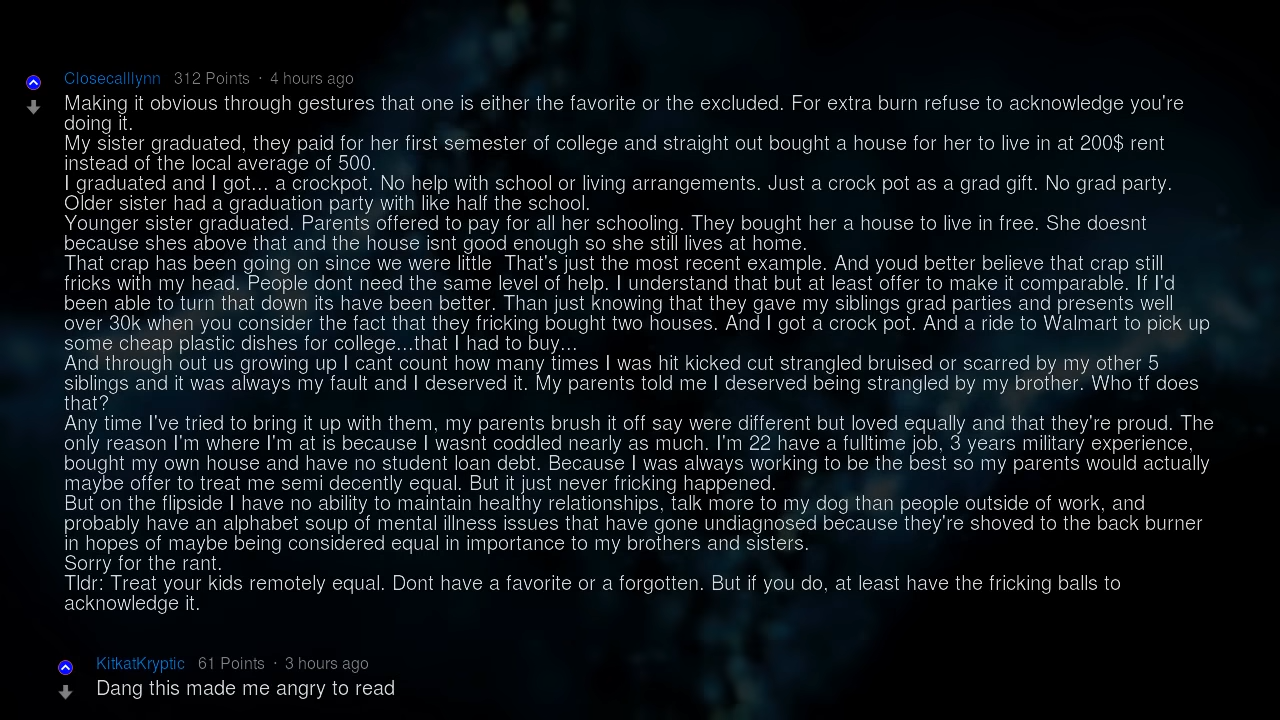 Closecalllynn 312 Points · 4 hours ago
Making it obvious through gestures that one is either the favorite or the excluded. For extra burn refuse to acknowledge you're
doing it.
My sister graduated, they paid for her first semester of college and straight out bought a house for her to live in at 200$ rent
instead of the local average of 500.
I graduated and I got... a crockpot. No help with school or living arrangements. Just a crock pot as a grad gift. No grad party.
Older sister had a graduation party with like half the school.
Younger sister graduated. Parents offered to pay for all her schooling. They bought her a house to live in free. She doesnt
because shes above that and the house isnt good enough so she still lives at home.
That crap has been going on since we were little  That's just the most recent example. And youd better believe that crap still
fricks with my head. People dont need the same level of help. I understand that but at least offer to make it comparable. If I'd
been able to turn that down its have been better. Than just knowing that they gave my siblings grad parties and presents well
over 30k when you consider the fact that they fricking bought two houses. And I got a crock pot. And a ride to Walmart to pick up
some cheap plastic dishes for college...that I had to buy...
And through out us growing up I cant count how many times I was hit kicked cut strangled bruised or scarred by my other 5
siblings and it was always my fault and I deserved it. My parents told me I deserved being strangled by my brother. Who tf does
that?
Any time I've tried to bring it up with them, my parents brush it off say were different but loved equally and that they're proud. The
only reason I'm where I'm at is because I wasnt coddled nearly as much. I'm 22 have a fulltime job, 3 years military experience,
bought my own house and have no student loan debt. Because I was always working to be the best so my parents would actually
maybe offer to treat me semi decently equal. But it just never fricking happened.
But on the flipside I have no ability to maintain healthy relationships, talk more to my dog than people outside of work, and
probably have an alphabet soup of mental illness issues that have gone undiagnosed because they're shoved to the back burner
in hopes of maybe being considered equal in importance to my brothers and sisters.
Sorry for the rant.
Tldr: Treat your kids remotely equal. Dont have a favorite or a forgotten. But if you do, at least have the fricking balls to
acknowledge it.
KitkatKryptic 61 Points · 3 hours ago
Dang this made me angry to read